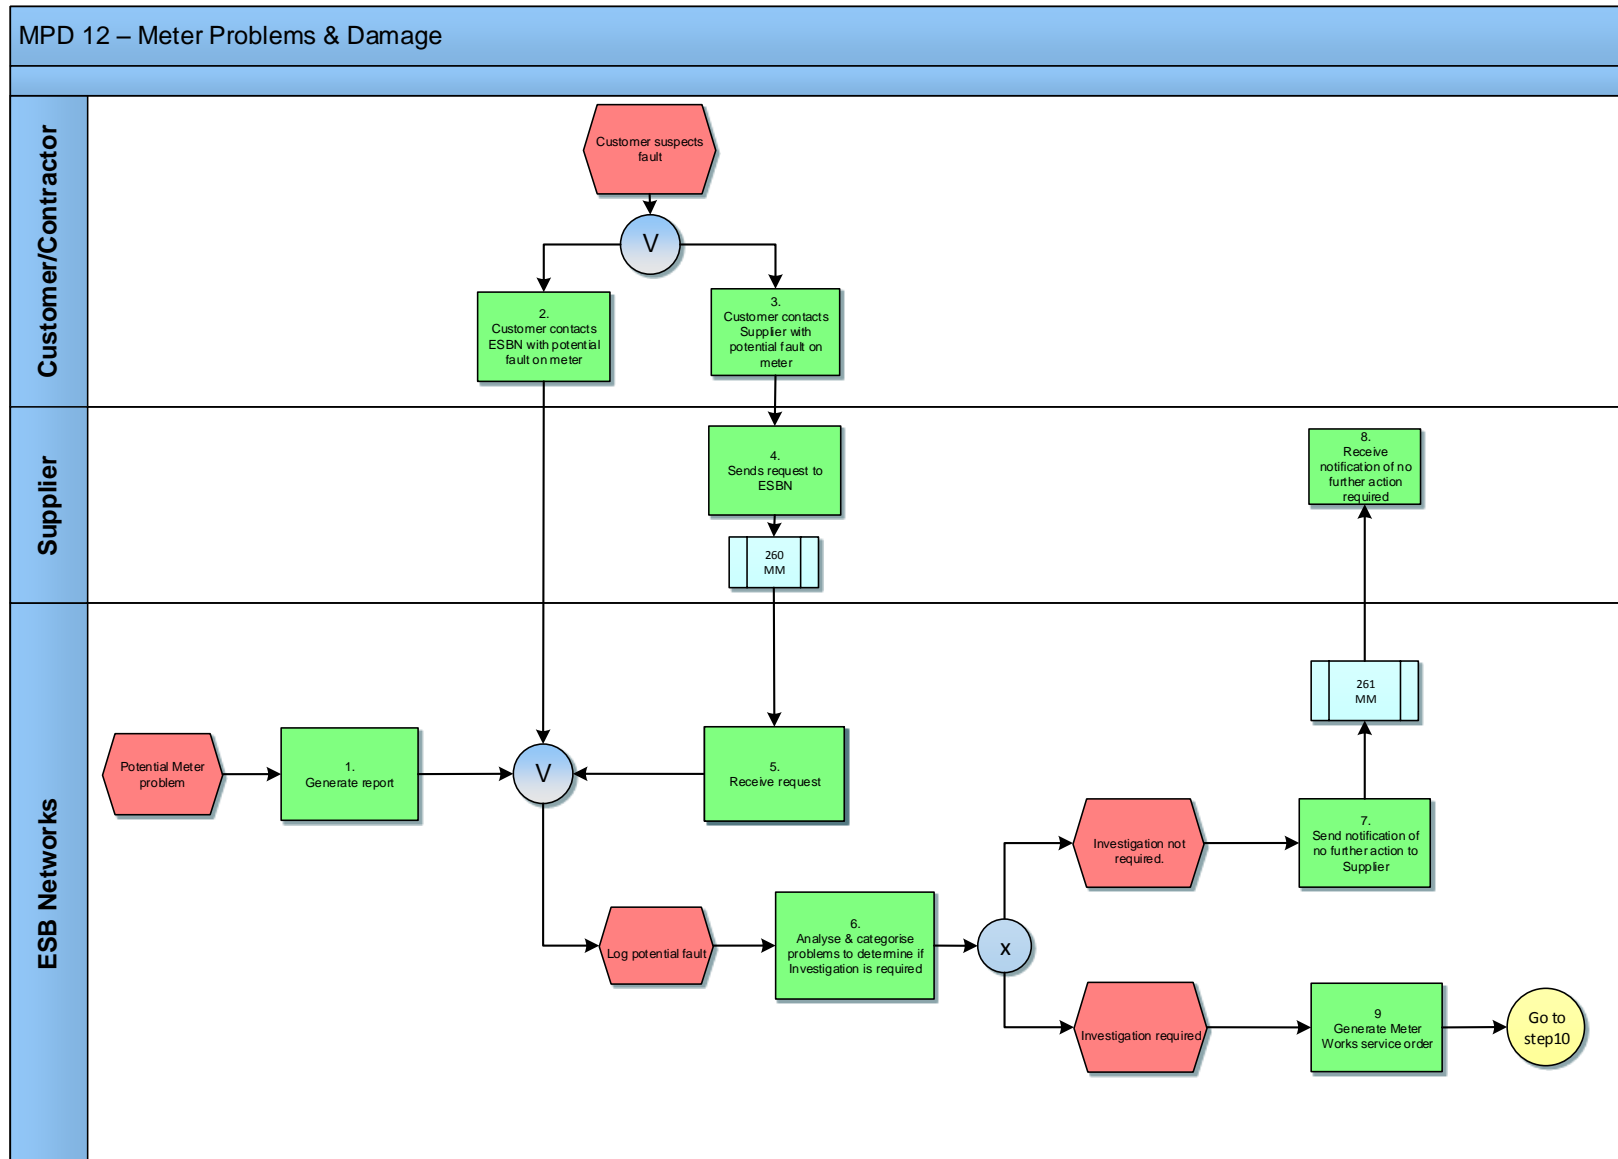 MPD 12 – Meter Problems & Damage
Customer/Contractor
Customer suspects
fault
V
2.
Customer contacts
ESBN with potential
fault on meter
3.
Customer contacts
Supplier with
potential fault on
meter
Supplier
4.
Sends request to
ESBN
260
MM
8.
Receive
notification of no
further action
required
ESB Networks
261
MM
Potential Meter
problem
1.
Generate report
V
5.
Receive request
Investigation not
required.
7.
Send notification of
no further action to
Supplier
Log potential fault
6.
Analyse & categorise
problems to determine if
Investigation is required
x
Investigation required
9
Generate Meter
Works service order
Go to
step10